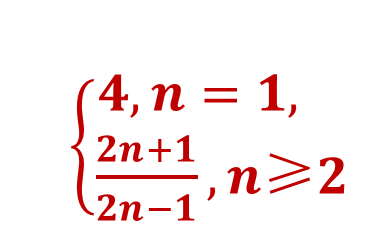 {4, n = 1,
2n+1
2n−1 , n⩾2